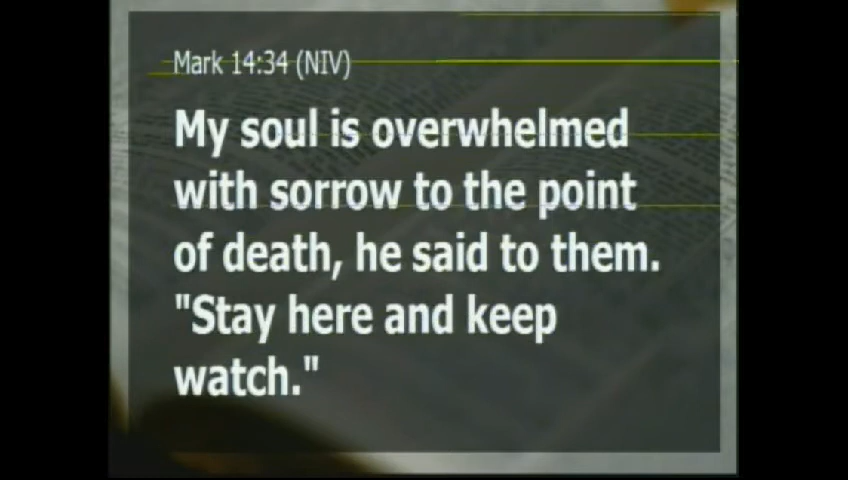 Mark 14:34 (NIV)
My soul is overwhelmed
with sorrow to the point
of death, he said to them.
"Stay here and keep
watch."